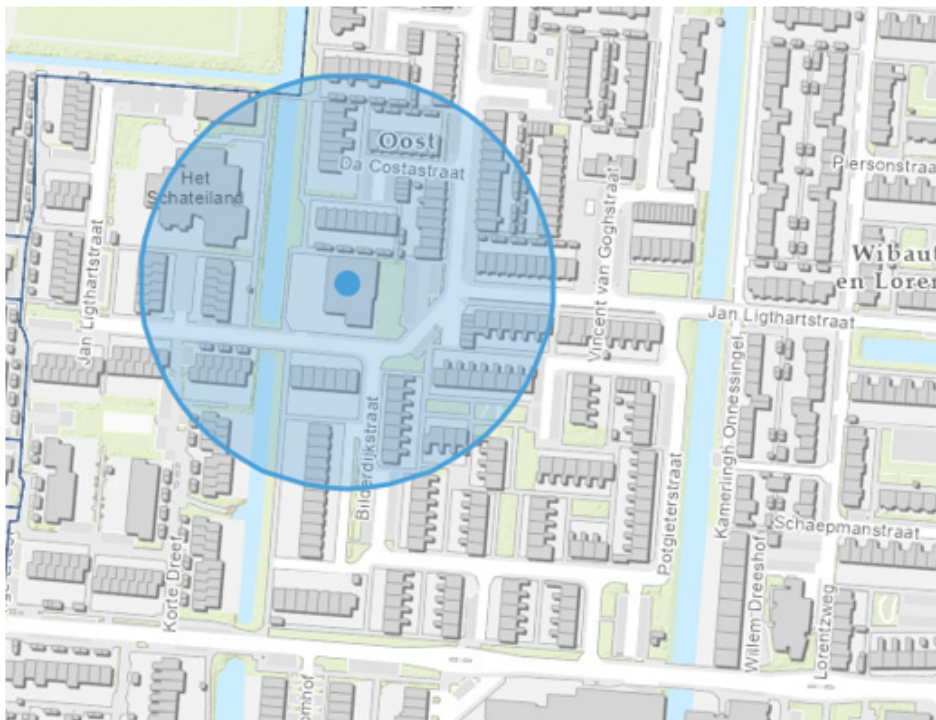 Oost
Da Costastraat
Het
Schateiland
Piersonstraa
Wibaut
en Loren
Jan Ligthartstraat
Vincent van Goghstraat
Jan Ligthartstraat
Kamerlingh Onnessingel
Bilderdijkstraat
Potgieterstraat
Schaepmanstraat
Korte Dreef
Willem Dreeshof
Lorentzweg
omhof